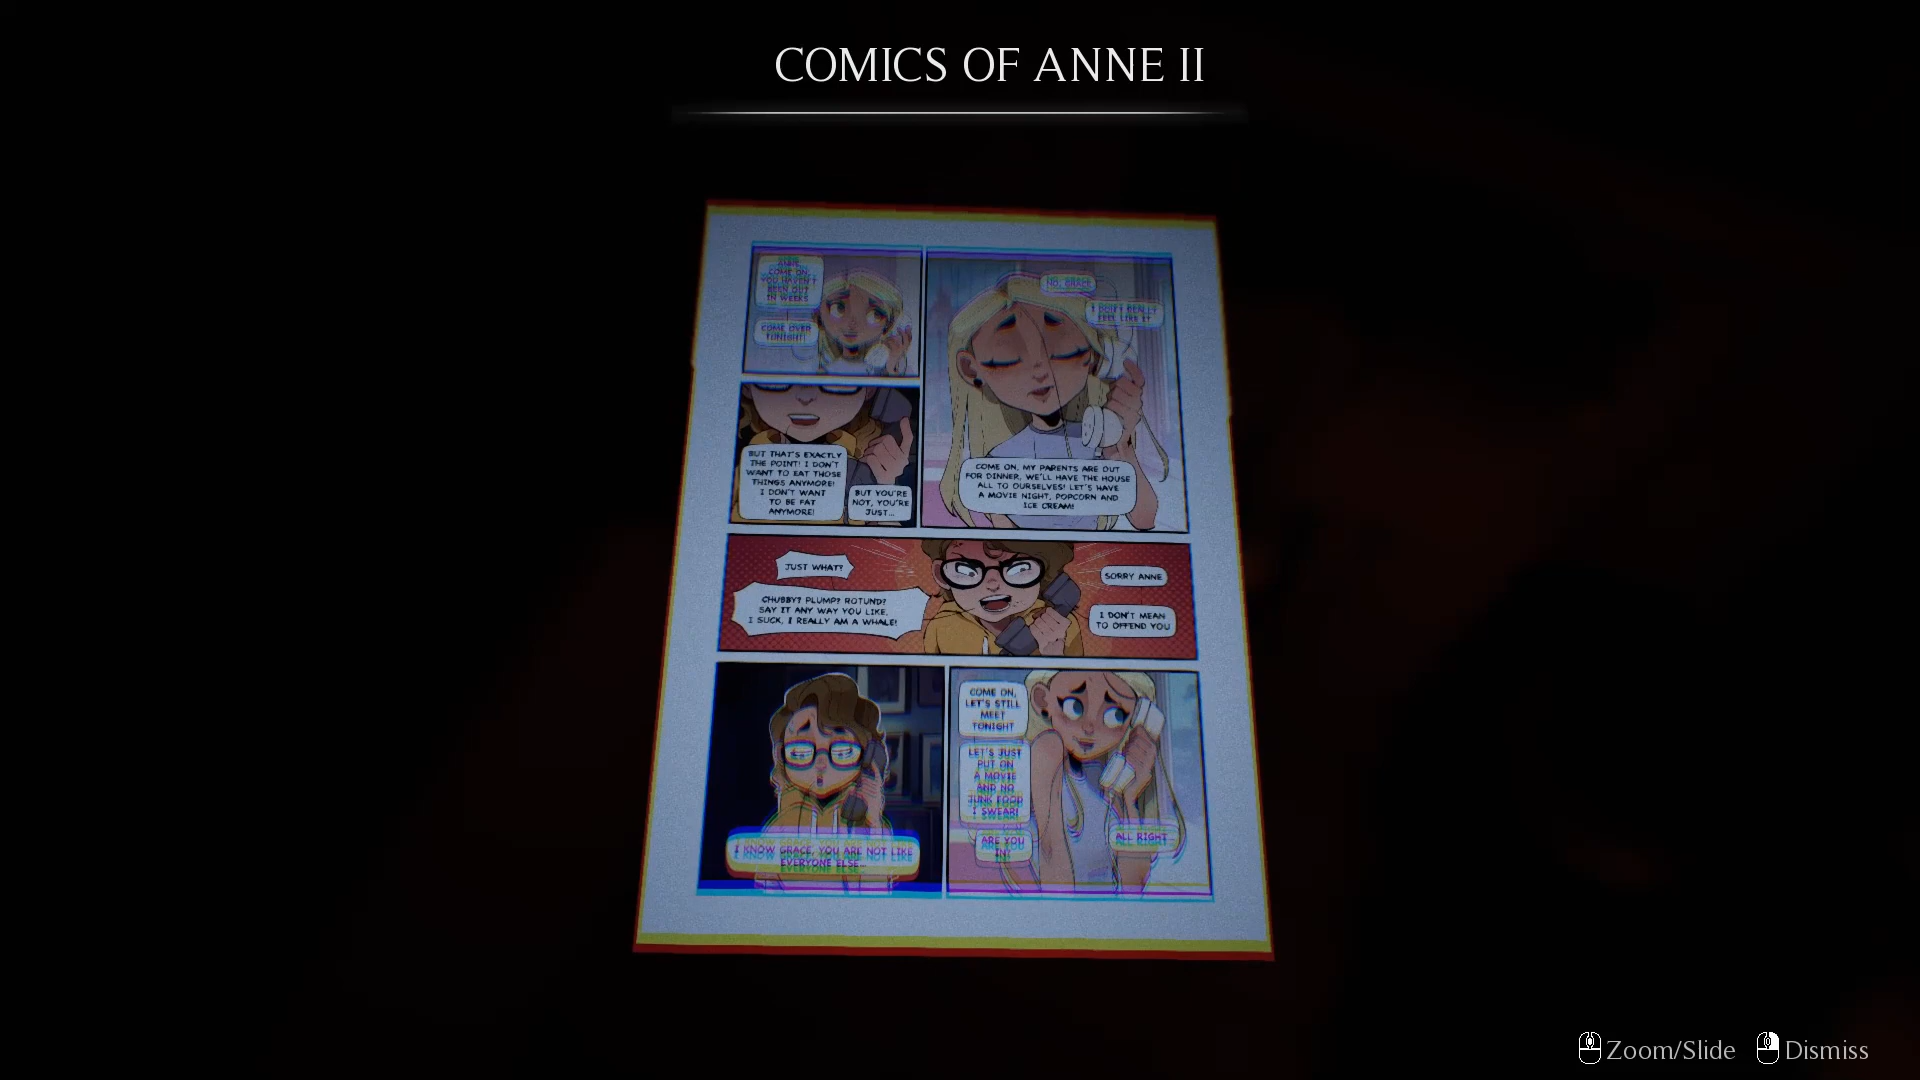 COMICS OF ANNE II
COME ON,
YOU HAVEN'T
BEEN OUT
IN WEEKS
COME OVER
TONIGHT!
NO, GRACE
I DON'T REALLY
FEEL LIKE IT
COME ON, MY PARENTS ARE OUT
FOR DINNER, WE'LL HAVE THE HOUSE
ALL TO OURSELVES! LET'S HAVE
A MOVIE NIGHT, POPCORN AND
ICE CREAM!
BUT THAT'S EXACTLY
THE POINT! I DON'T
WANT TO EAT THOSE
THINGS ANYMORE!
I DON'T WANT
TO BE FAT
ANYMORE!
BUT YOU'RE
NOT, YOU'RE
JUST...
JUST WHAT?
CHUBBY? PLUMP? ROTUND?
SAY IT ANY WAY YOU LIKE,
I SUCK, I REALLY AM A WHALE!
SORRY ANNE
I DON'T MEAN
TO OFFEND YOU
I KNOW GRACE, YOU ARE NOT LIKE
EVERYONE ELSE...
COME ON,
LET'S STILL
MEET
TONIGHT
LET'S JUST
PUT ON
A MOVIE
AND NO
JUNK FOOD
I SWEAR!
ARE YOU
IN?
ALL RIGHT
Zoom/Slide
Dismiss